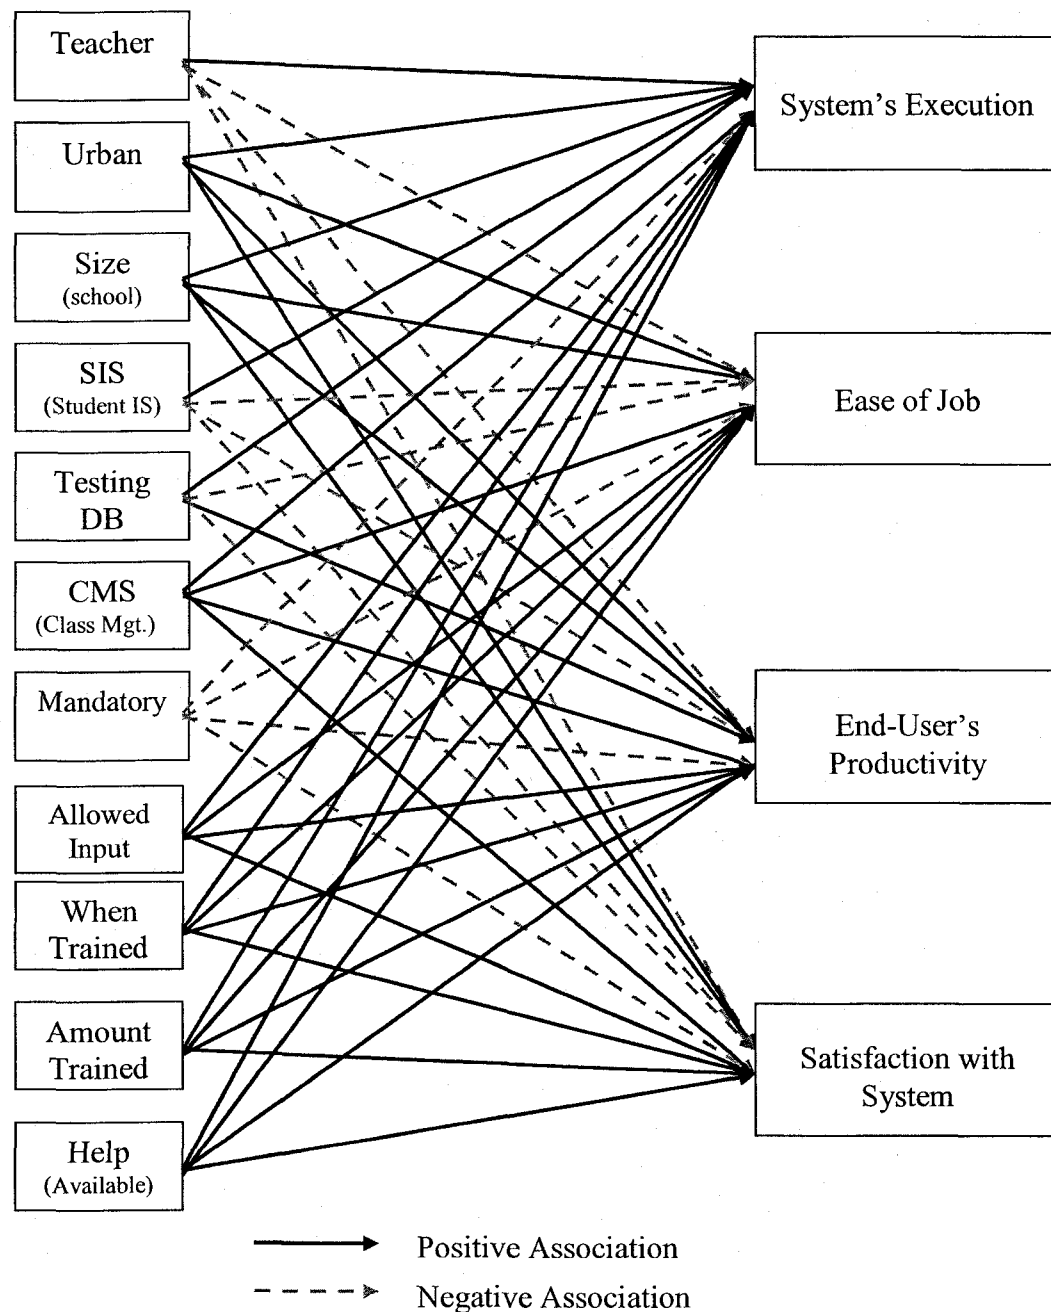 Teacher
Urban
Size
(school)
SIS
(Student IS)
Testing
DB
CMS
(Class Mgt.)
Mandatory
Allowed
Input
When
Trained
Amount
Trained
Help
(Available)
System's Execution
Ease of Job
End-User's
Productivity
Satisfaction with
System
Positive Association
Negative Association